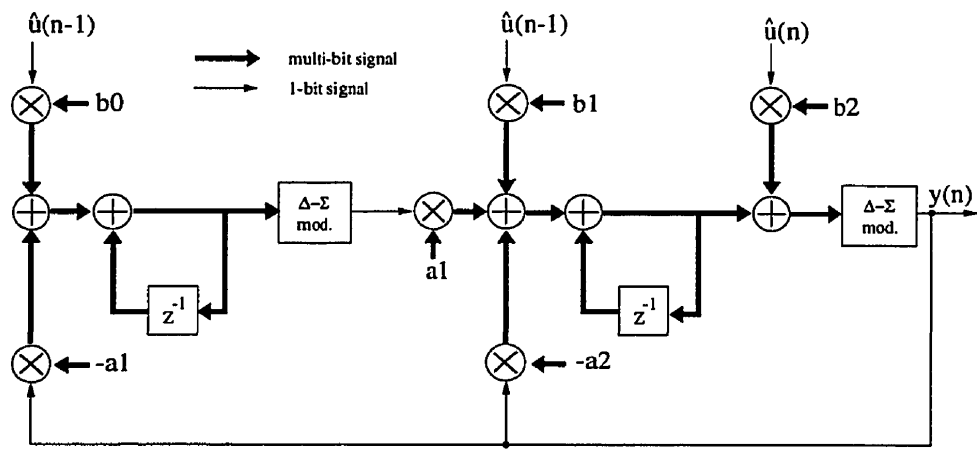 û(n-1)
û(n-1)
û(n)
multi-bit signal
1-bit signal
b0
b1
b2
Δ-Σ
mod.
Δ-Σ
mod.
y(n)
a1
z⁻¹
z⁻¹
-a1
-a2